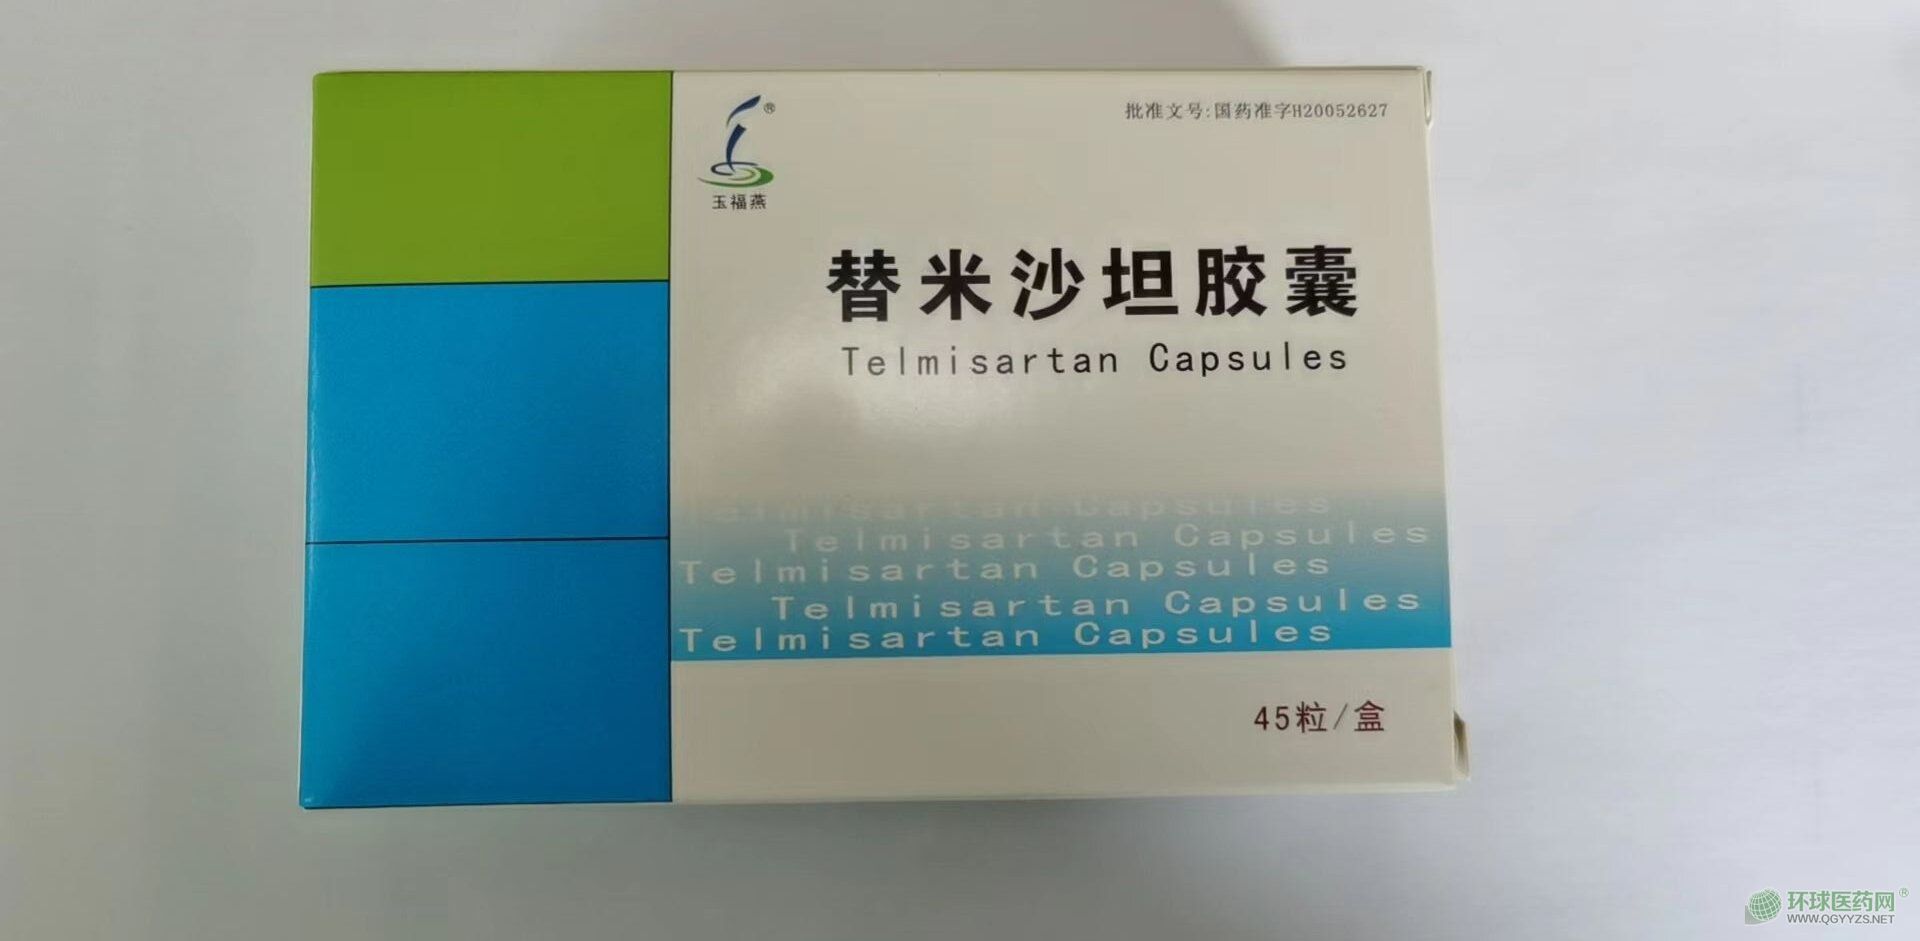 批准文号:国药准字H20052627
®
玉福燕
替米沙坦胶囊
Telmisartan Capsules
Telmisartan Capsules
Telmisartan Capsules
Telmisartan Capsules
Telmisartan Capsules
Telmisartan Capsules
45粒/盒
环球医药网®
WWW.QGYYZS.NET